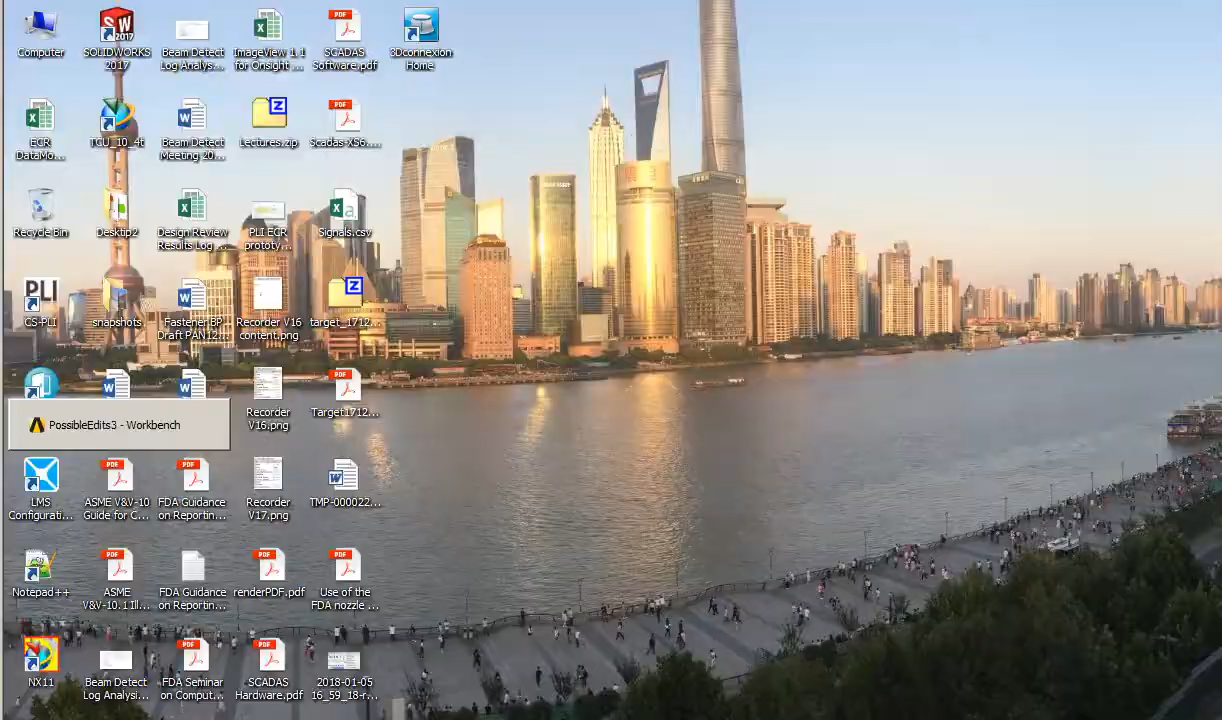 Computer
SOLIDWORKS
2017
Beam Detect
Log Analys...
ImageView 1.1
for Onsight ...
SCADAS
Software.pdf
3Dconnexion
Home
ECR
DataMo...
TCU_10_4t
Beam Detect
Meeting 20...
Lectures.zip
Scadas-XS6....
Recycle Bin
Desktip2
Design Review
Results Log ...
PLI ECR
prototy...
Signals.csv
PLI
CS-PLI
snapshots
Fastener BP
Draft PAN12...
Recorder V16
content.png
target_1712...
PossibleEdits3 - Workbench
Recorder
V16.png
Target1712...
LMS
Configurati...
ASME V&V-10
Guide for C...
FDA Guidance
on Reportin...
Recorder
V17.png
TMP-000022...
Notepad++
ASME
V&V-10.1 Ill...
FDA Guidance
on Reportin...
renderPDF.pdf
Use of the
FDA nozzle ...
NX11
Beam Detect
Log Analysi...
FDA Seminar
on Comput...
SCADAS
Hardware.pdf
2018-01-05
16_59_18-r...